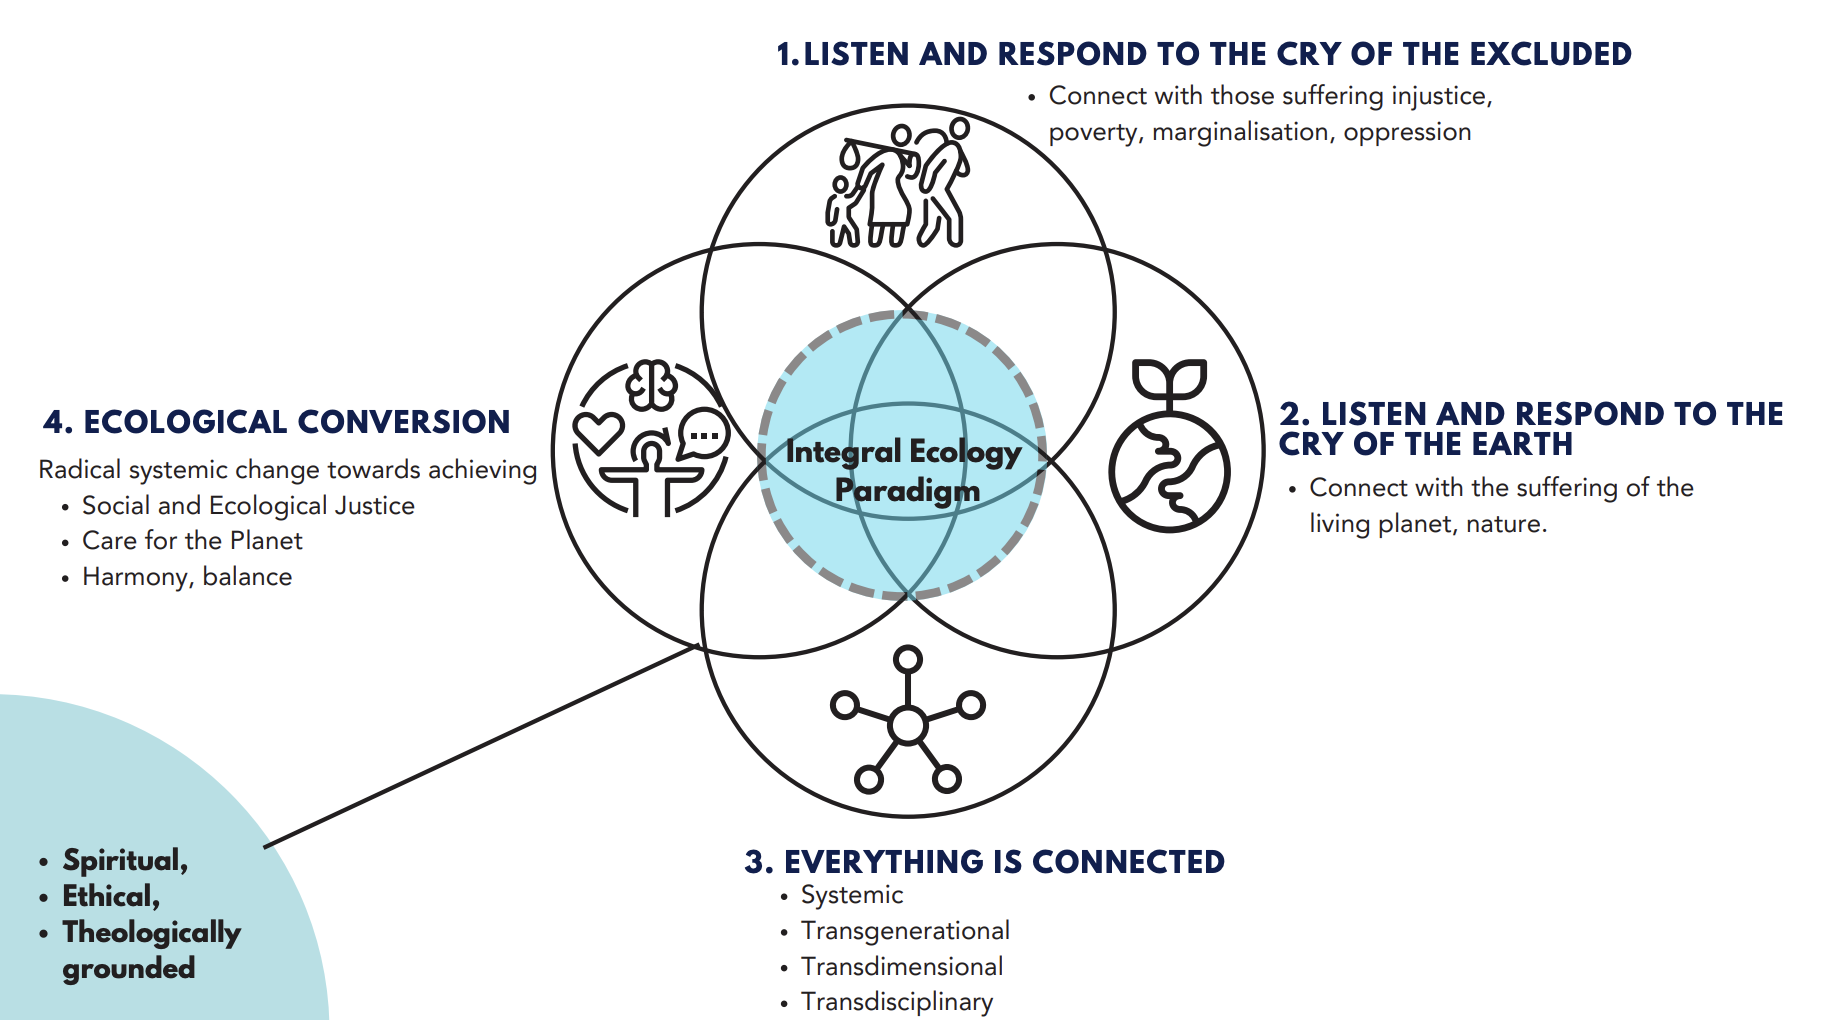 1. LISTEN AND RESPOND TO THE CRY OF THE EXCLUDED
• Connect with those suffering injustice,
poverty, marginalisation, oppression
Integral Ecology
Paradigm
2. LISTEN AND RESPOND TO THE
CRY OF THE EARTH
• Connect with the suffering of the
living planet, nature.
3. EVERYTHING IS CONNECTED
• Systemic
• Transgenerational
• Transdimensional
• Transdisciplinary
4. ECOLOGICAL CONVERSION
Radical systemic change towards achieving
• Social and Ecological Justice
• Care for the Planet
• Harmony, balance
• Spiritual,
• Ethical,
• Theologically
grounded